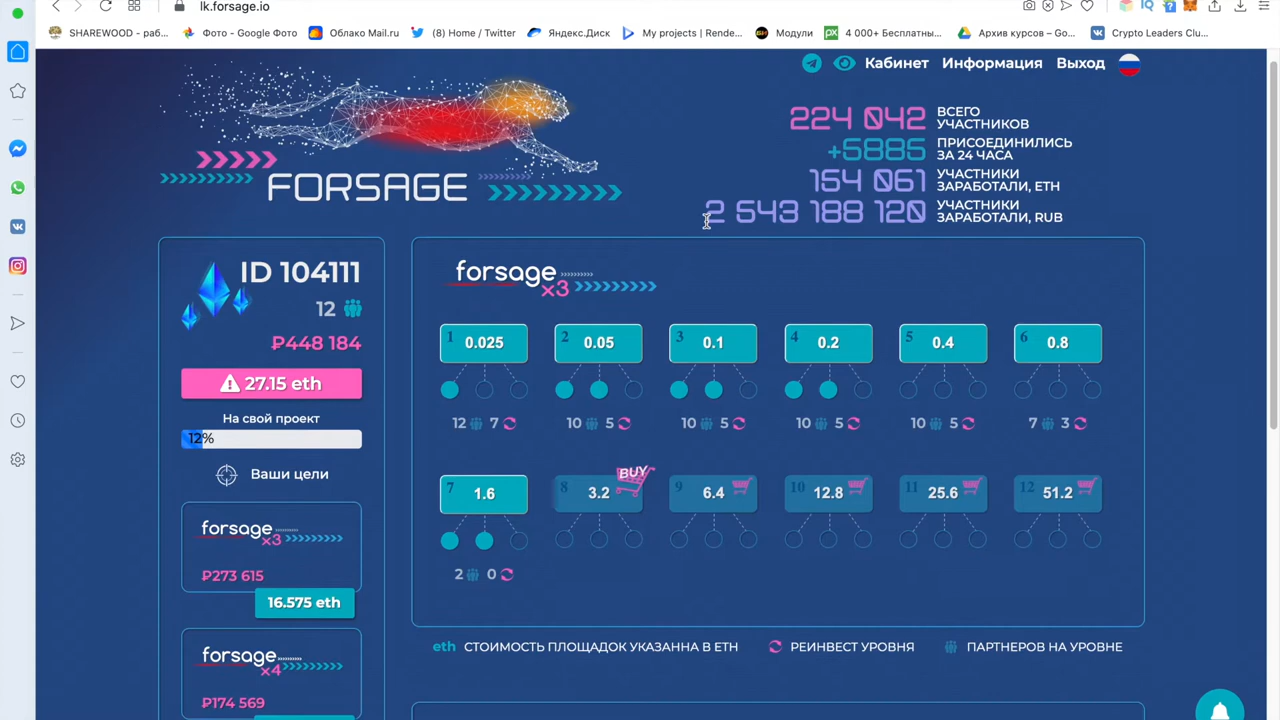 lk.forsage.io
SHAREWOOD - раб...
Фото - Google Фото
Облако Mail.ru
(8) Home / Twitter
Яндекс.Диск
My projects | Rende...
Модули
4 000+ Бесплатны...
Архив курсов – Go...
Crypto Leaders Clu...
Кабинет
Информация
Выход
FORSAGE
224 042 ВСЕГО УЧАСТНИКОВ
+5885 ПРИСОЕДИНИЛИСЬ ЗА 24 ЧАСА
154 061 УЧАСТНИКИ ЗАРАБОТАЛИ, ETH
2 543 188 120 УЧАСТНИКИ ЗАРАБОТАЛИ, RUB
ID 104111
12
₽448 184
27.15 eth
На свой проект
12%
Ваши цели
forsage x3
₽273 615
16.575 eth
forsage x4
₽174 569
forsage x3
1 0.025
2 0.05
3 0.1
4 0.2
5 0.4
6 0.8
12 7
10 5
10 5
10 5
10 5
7 3
7 1.6
8 3.2 BUY
9 6.4
10 12.8
11 25.6
12 51.2
2 0
eth СТОИМОСТЬ ПЛОЩАДОК УКАЗАННА В ETH
РЕИНВЕСТ УРОВНЯ
ПАРТНЕРОВ НА УРОВНЕ